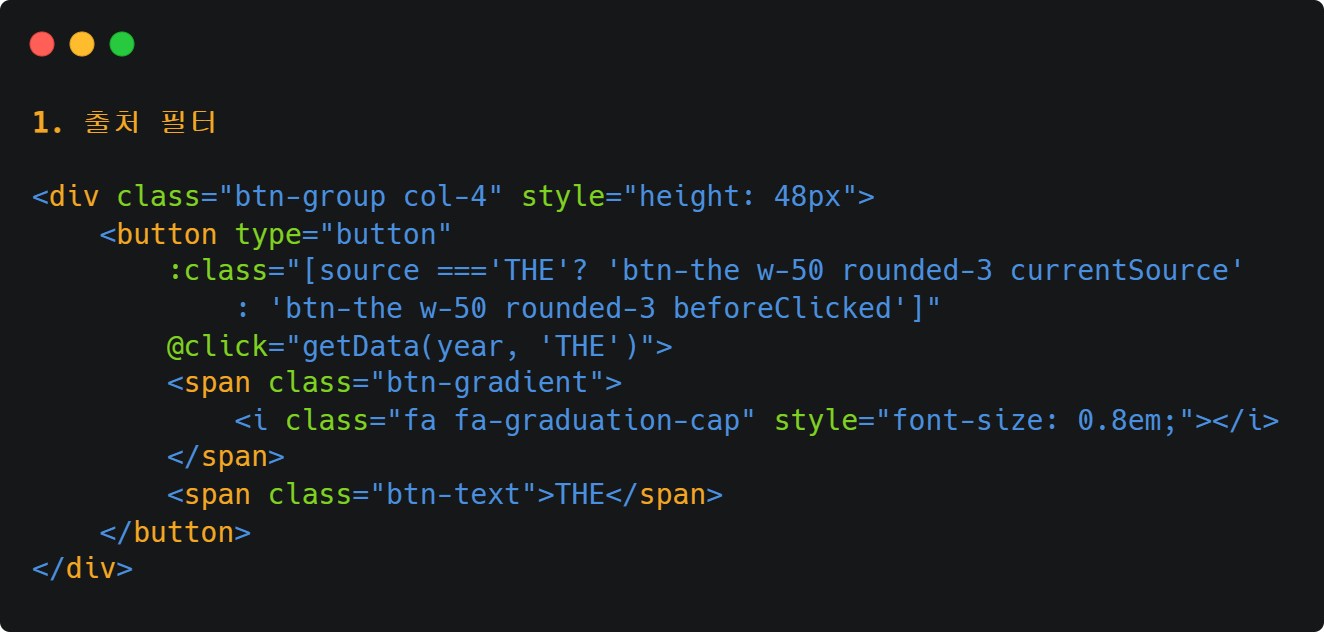 1. 출처 필터
<div class="btn-group col-4" style="height: 48px">
<button type="button"
:class="[source ==='THE'? 'btn-the w-50 rounded-3 currentSource'
: 'btn-the w-50 rounded-3 beforeClicked']"
@click="getData(year, 'THE')">
<span class="btn-gradient">
<i class="fa fa-graduation-cap" style="font-size: 0.8em;"></i>
</span>
<span class="btn-text">THE</span>
</button>
</div>